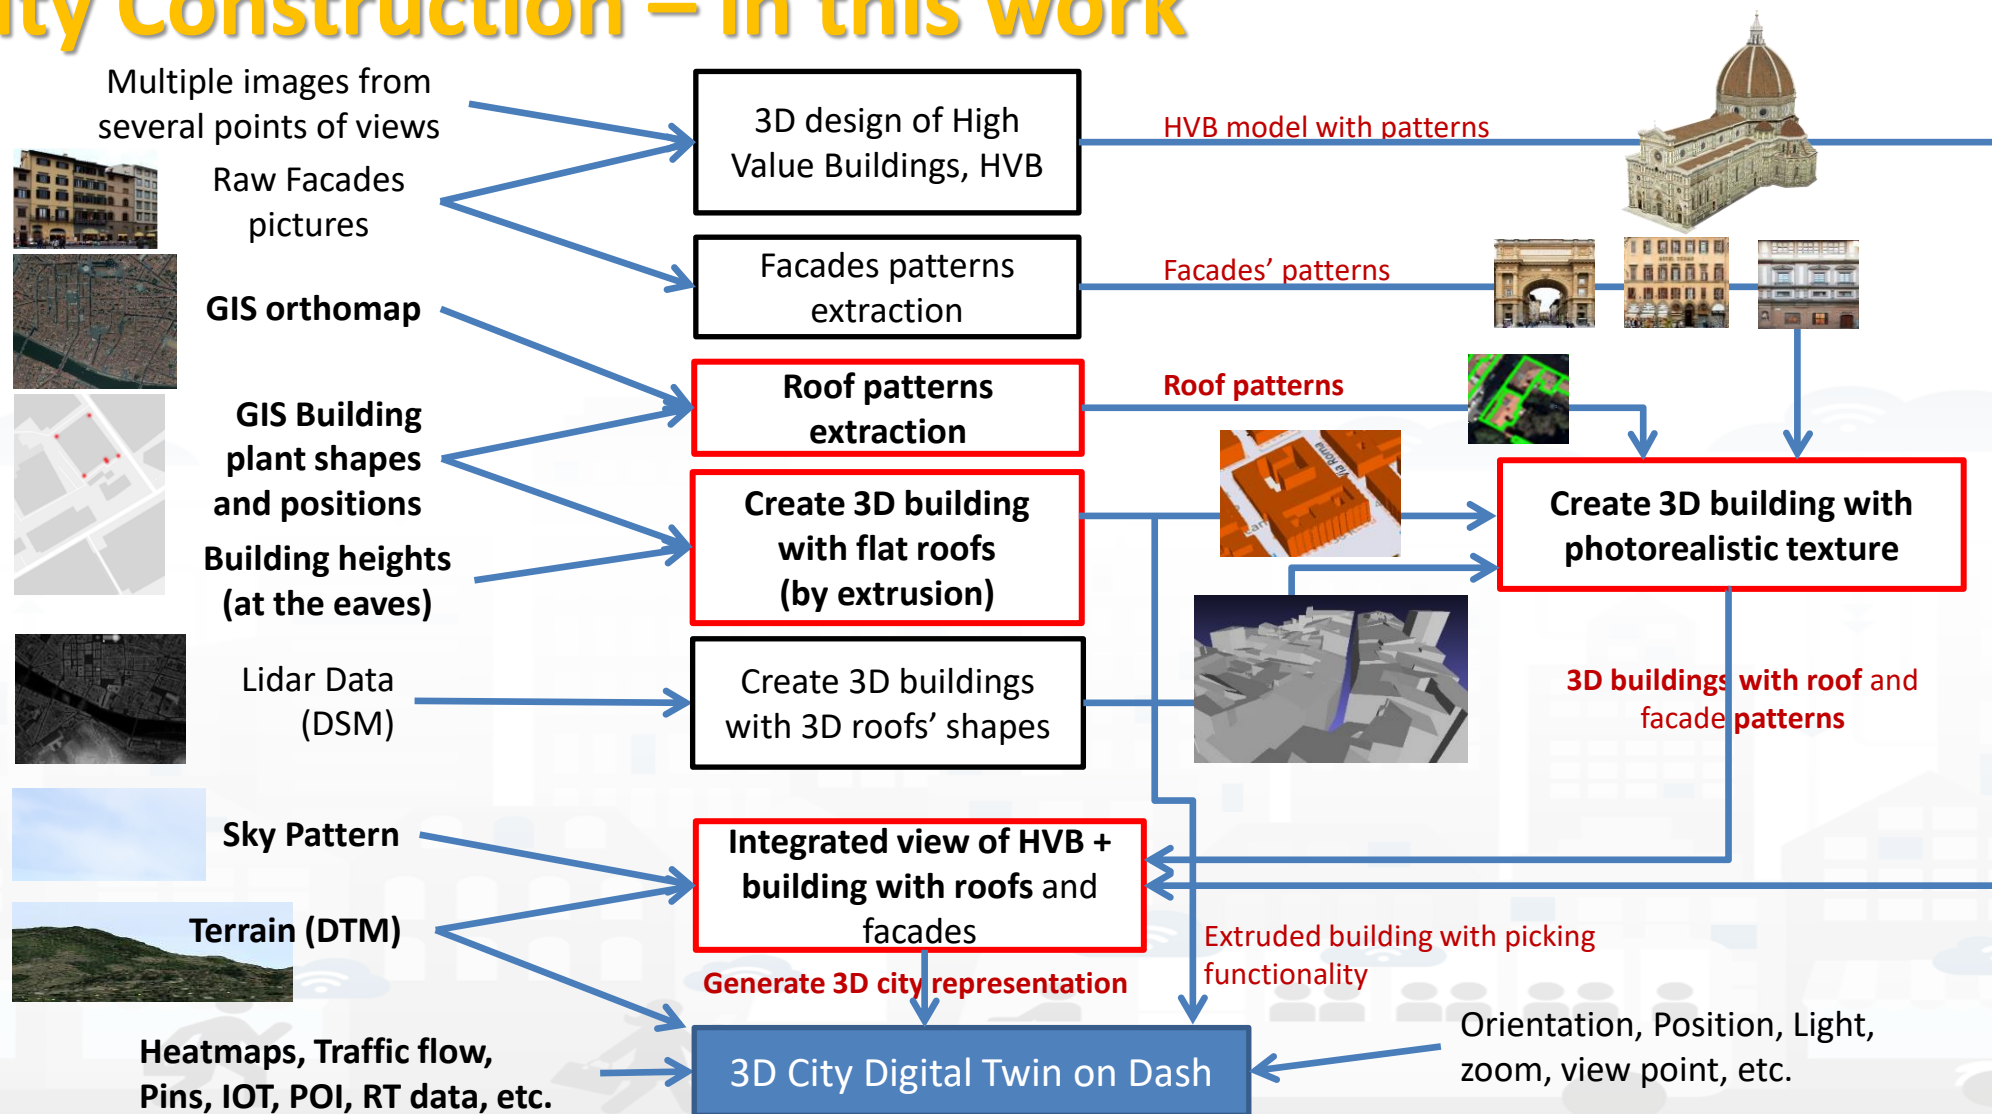 ity Construction – in this work
Multiple images from
several points of views
Raw Facades
pictures
GIS orthomap
GIS Building
plant shapes
and positions
Building heights
(at the eaves)
Lidar Data
(DSM)
Sky Pattern
Terrain (DTM)
Heatmaps, Traffic flow,
Pins, IOT, POI, RT data, etc.
3D design of High
Value Buildings, HVB
Facades patterns
extraction
Roof patterns
extraction
Create 3D building
with flat roofs
(by extrusion)
Create 3D buildings
with 3D roofs’ shapes
Integrated view of HVB +
building with roofs and
facades
Generate 3D city representation
3D City Digital Twin on Dash
HVB model with patterns
Facades’ patterns
HOTEL
Roof patterns
Via Roma
Create 3D building with
photorealistic texture
3D buildings with roof and
facade patterns
Extruded building with picking
functionality
Orientation, Position, Light,
zoom, view point, etc.